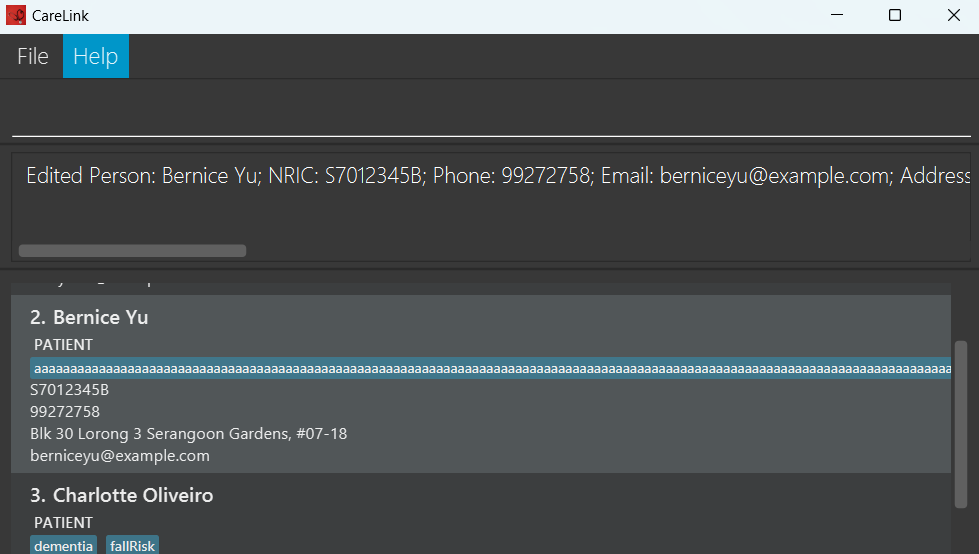 CareLink
File Help
Edited Person: Bernice Yu; NRIC: S7012345B; Phone: 99272758; Email: berniceyu@example.com; Address
2. Bernice Yu
PATIENT
aaaaaaaaaaaaaaaaaaaaaaaaaaaaaaaaaaaaaaaaaaaaaaaaaaaaaaaaaaaaaaaaaaaaaaaaaaaaaaaaaaaaaaaaaaaaaaaaaaaaaaaaaaaaaaaaaaaaaaaaaaaaaaaaaaa
S7012345B
99272758
Blk 30 Lorong 3 Serangoon Gardens, #07-18
berniceyu@example.com
3. Charlotte Oliveiro
PATIENT
dementia fallRisk